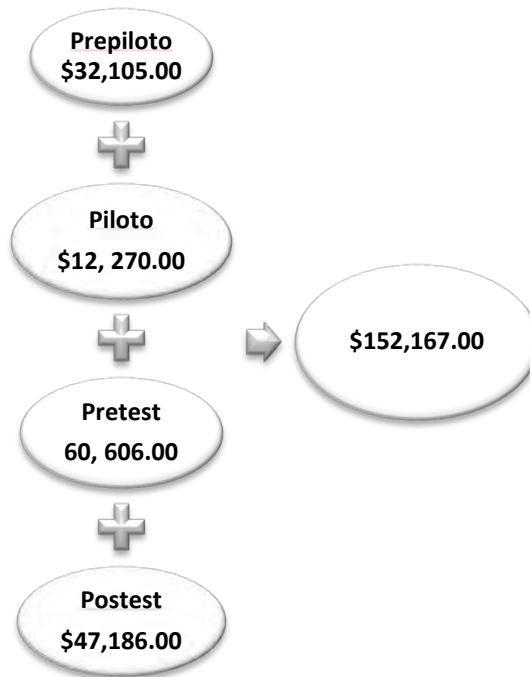 Prepiloto
$32,105.00
Piloto
$12, 270.00
$152,167.00
Pretest
60, 606.00
Postest
$47,186.00